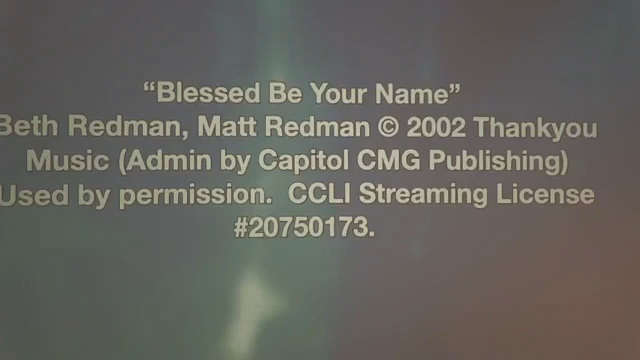 “Blessed Be Your Name”
Beth Redman, Matt Redman © 2002 Thankyou
Music (Admin by Capitol CMG Publishing)
Used by permission.  CCLI Streaming License
#20750173.